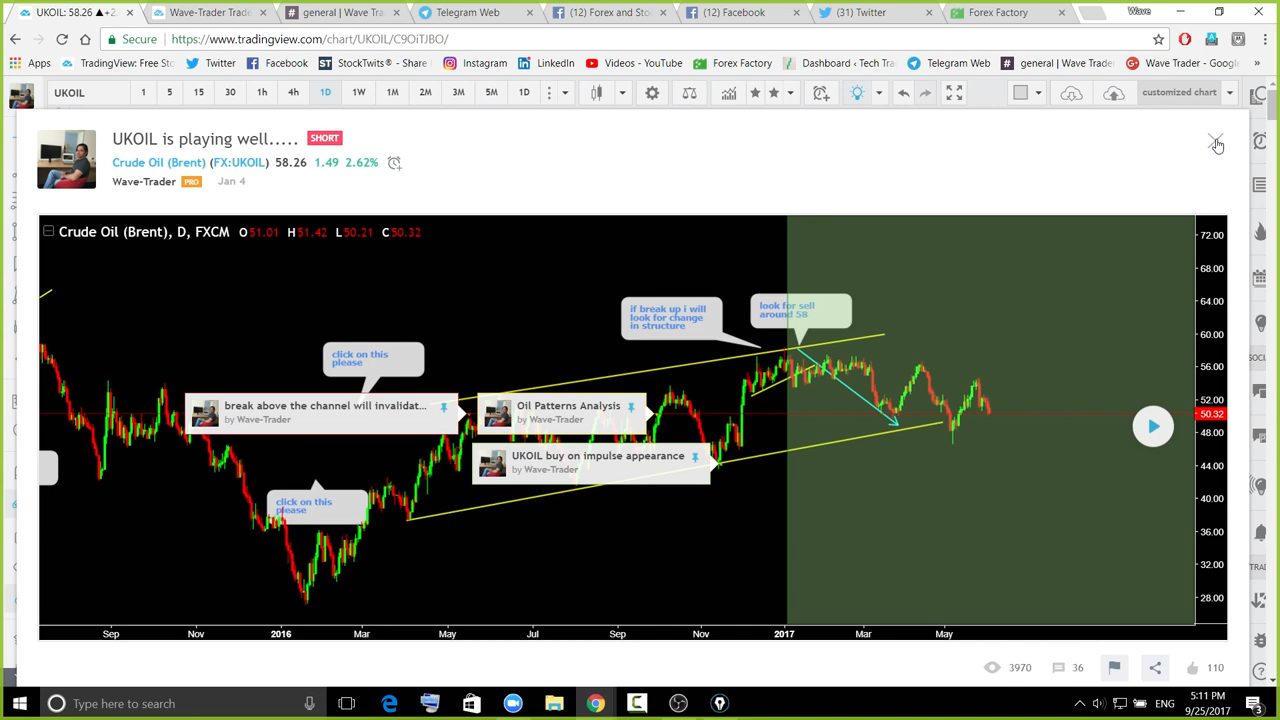 UKOIL: 58.26 ▲+2.
Wave-Trader Trad
general | Wave Tra
Telegram Web
(12) Forex and Sto
(12) Facebook
(31) Twitter
Forex Factory
Wave
Secure
https://www.tradingview.com/chart/UKOIL/C9OiTJBO/
Apps
TradingView: Free Sto
Twitter
Facebook
StockTwits® - Share
Instagram
LinkedIn
Videos - YouTube
Forex Factory
Dashboard ‹ Tech Tra
Telegram Web
general | Wave Trade
Wave Trader - Google
»
UKOIL
1
5
15
30
1h
4h
1D
1W
1M
2M
3M
5M
1D
customized chart
UKOIL is playing well.....
SHORT
Crude Oil (Brent) (FX:UKOIL) 58.26 1.49 2.62%
Wave-Trader PRO Jan 4
Crude Oil (Brent), D, FXCM O51.01 H51.42 L50.21 C50.32
if break up i will
look for change
in structure
look for sell
around 58
click on this
please
break above the channel will invalidat...
by Wave-Trader
Oil Patterns Analysis
by Wave-Trader
UKOIL buy on impulse appearance
by Wave-Trader
click on this
please
72.00
68.00
64.00
60.00
56.00
52.00
50.32
48.00
44.00
40.00
36.00
32.00
28.00
Sep
Nov
2016
Mar
May
Jul
Sep
Nov
2017
Mar
May
SOCIAL
TRAD
3970
36
110
Type here to search
ENG
5:11 PM
9/25/2017
3